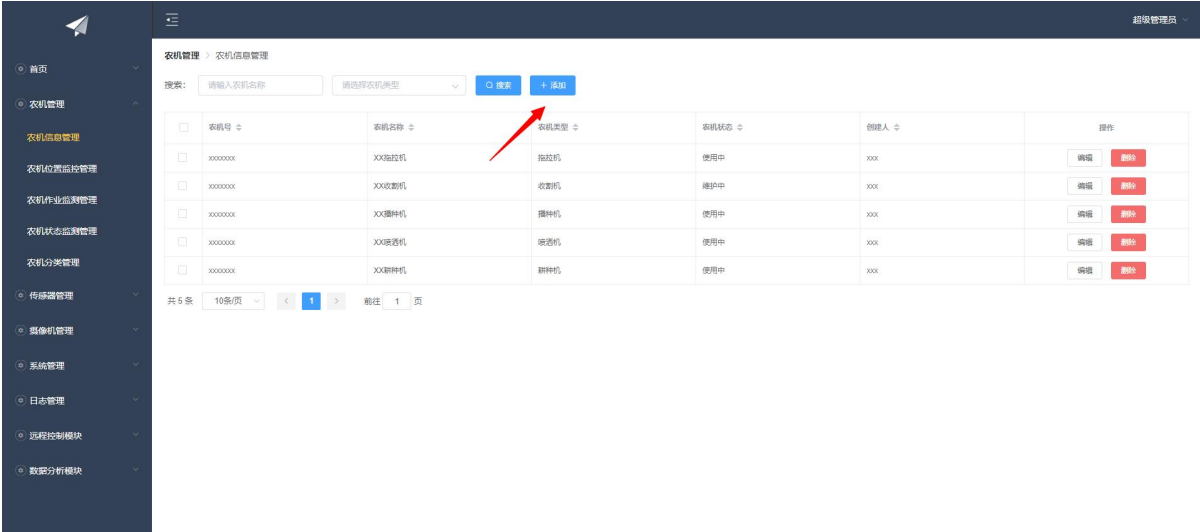 超级管理员
首页
农机管理
农机信息管理
农机位置监控管理
农机作业监测管理
农机状态监测管理
农机分类管理
传感器管理
摄像机管理
系统管理
日志管理
远程控制模块
数据分析模块
农机管理 > 农机信息管理
搜索: 请输入农机名称 请选择农机类型 搜索 + 添加
农机号 农机名称 农机类型 农机状态 创建人 操作
xxxxxxx XX拖拉机 拖拉机 使用中 xxx 编辑 删除
xxxxxxx XX收割机 收割机 维护中 xxx 编辑 删除
xxxxxxx XX播种机 播种机 使用中 xxx 编辑 删除
xxxxxxx XX喷洒机 喷洒机 使用中 xxx 编辑 删除
xxxxxxx XX耕种机 耕种机 使用中 xxx 编辑 删除
共 5 条 10条/页 < 1 > 前往 1 页